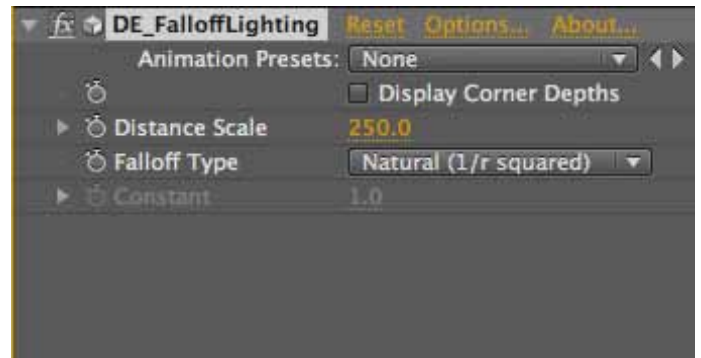 fx DE_FalloffLighting Reset Options... About...
Animation Presets: None
Display Corner Depths
Distance Scale 250.0
Falloff Type Natural (1/r squared)
Constant 1.0